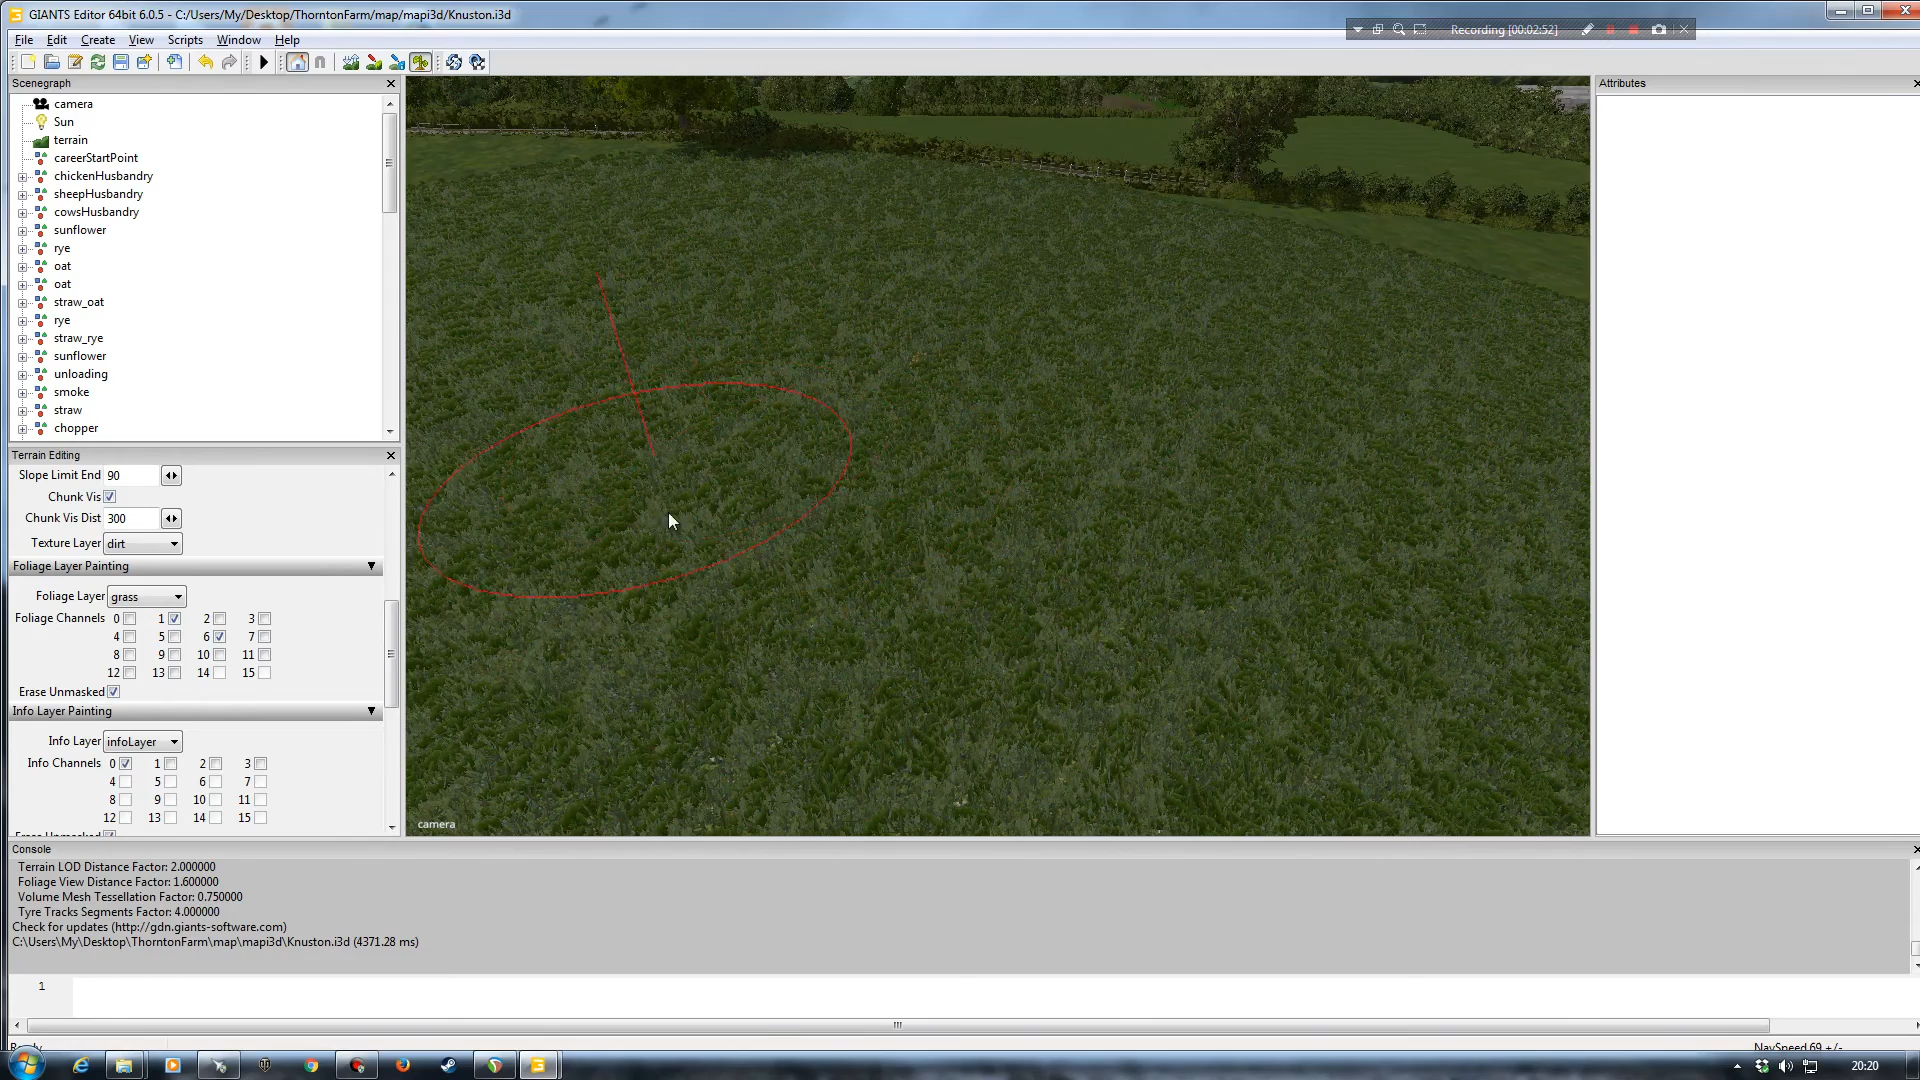 GIANTS Editor 64bit 6.0.5 - C:/Users/My/Desktop/ThorntonFarm/map/mapi3d/Knuston.i3d
Recording [00:02:52]
File Edit Create View Scripts Window Help
Scenegraph
camera
Sun
terrain
careerStartPoint
chickenHusbandry
sheepHusbandry
cowsHusbandry
sunflower
rye
oat
oat
straw_oat
rye
straw_rye
sunflower
unloading
smoke
straw
chopper
Terrain Editing
Slope Limit End 90
Chunk Vis
Chunk Vis Dist 300
Texture Layer dirt
Foliage Layer Painting
Foliage Layer grass
Foliage Channels 0 1 2 3
4 5 6 7
8 9 10 11
12 13 14 15
Erase Unmasked
Info Layer Painting
Info Layer infoLayer
Info Channels 0 1 2 3
4 5 6 7
8 9 10 11
12 13 14 15
camera
Attributes
Console
Terrain LOD Distance Factor: 2.000000
Foliage View Distance Factor: 1.600000
Volume Mesh Tessellation Factor: 0.750000
Tyre Tracks Segments Factor: 4.000000
Check for updates (http://gdn.giants-software.com)
C:\Users\My\Desktop\ThorntonFarm\map\mapi3d\Knuston.i3d (4371.28 ms)
1
NavSpeed 69 +/-
20:20